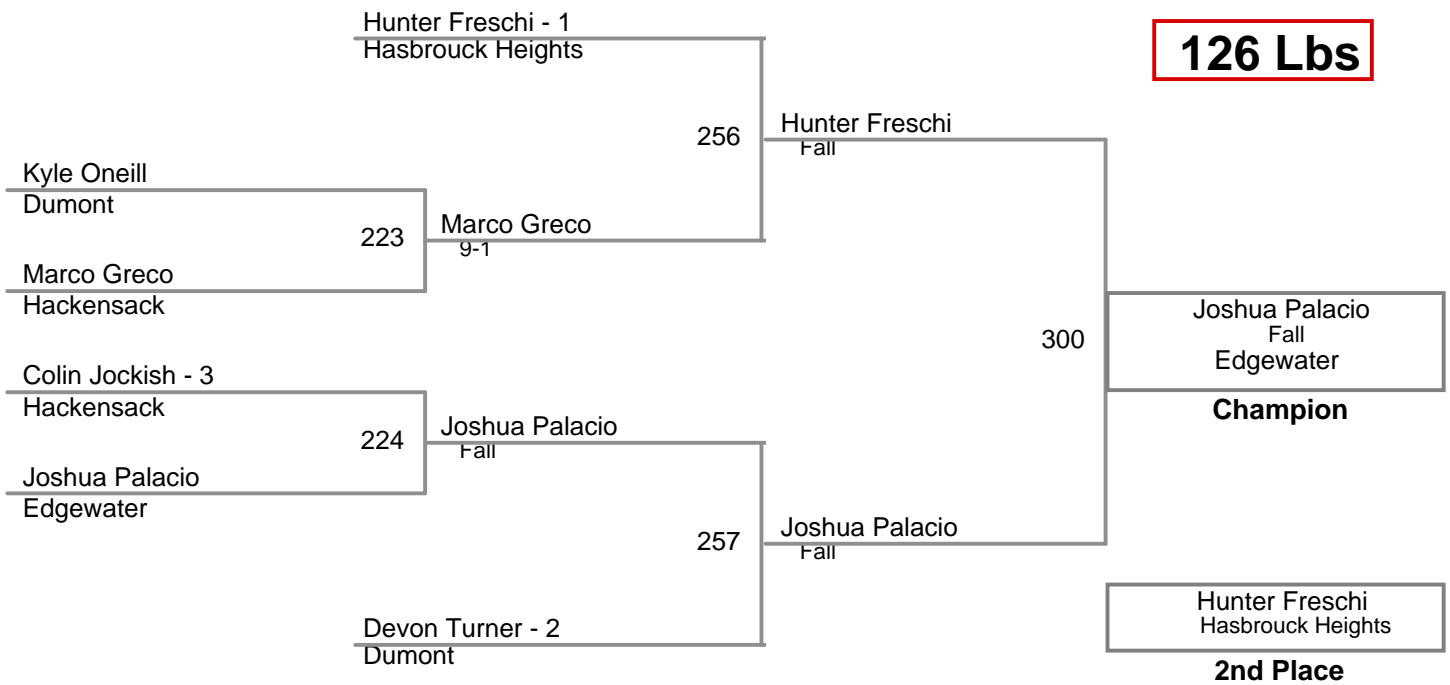 Hunter Freschi - 1
Hasbrouck Heights
126 Lbs
256
Hunter Freschi
Fall
Kyle Oneill
Dumont
223
Marco Greco
9-1
Marco Greco
Hackensack
300
Joshua Palacio
Fall
Edgewater
Champion
Colin Jockish - 3
Hackensack
224
Joshua Palacio
Fall
Joshua Palacio
Edgewater
257
Joshua Palacio
Fall
Devon Turner - 2
Dumont
Hunter Freschi
Hasbrouck Heights
2nd Place